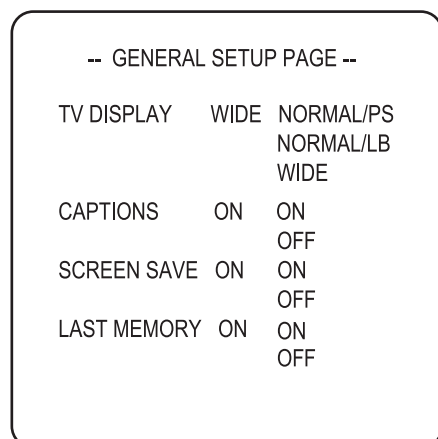 -- GENERAL SETUP PAGE --
TV DISPLAY WIDE NORMAL/PS
NORMAL/LB
WIDE
CAPTIONS ON ON
OFF
SCREEN SAVE ON ON
OFF
LAST MEMORY ON ON
OFF